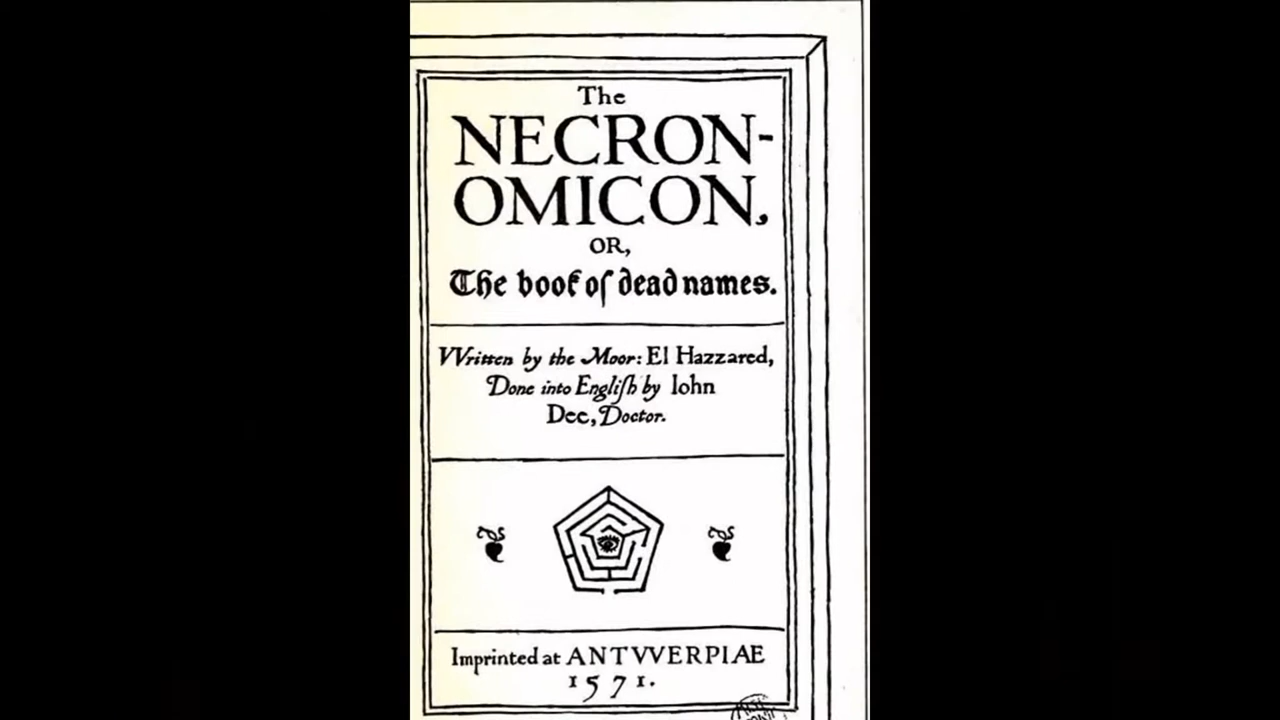 The
NECRON-
OMICON,
OR,
The book of dead names.
VVritten by the Moor: El Hazzared,
Done into Engliſh by Iohn
Dee, Doctor.
Imprinted at ANTVVERPIAE
1571.